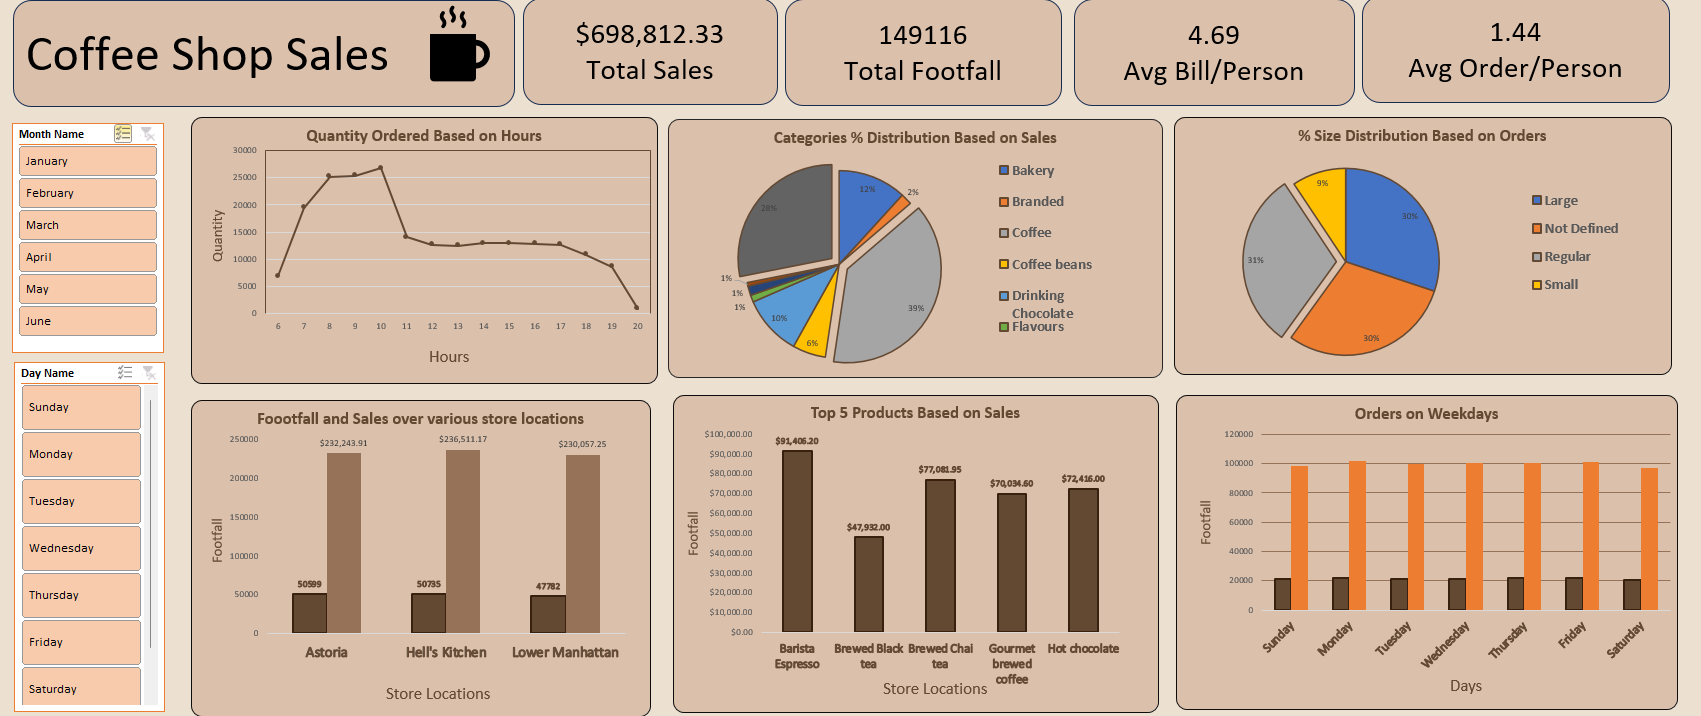 Coffee Shop Sales
$698,812.33
Total Sales
149116
Total Footfall
4.69
Avg Bill/Person
1.44
Avg Order/Person
Month Name
January
February
March
April
May
June
Day Name
Sunday
Monday
Tuesday
Wednesday
Thursday
Friday
Saturday
Quantity Ordered Based on Hours
Quantity
30000
25000
20000
15000
10000
5000
0
6 7 8 9 10 11 12 13 14 15 16 17 18 19 20
Hours
Categories % Distribution Based on Sales
12%
2%
39%
6%
10%
1%
1%
1%
28%
Bakery
Branded
Coffee
Coffee beans
Drinking
Chocolate
Flavours
% Size Distribution Based on Orders
30%
30%
31%
9%
Large
Not Defined
Regular
Small
Foootfall and Sales over various store locations
Footfall
250000
200000
150000
100000
50000
0
$232,243.91
$236,511.17
$230,057.25
50599
50735
47782
Astoria
Hell's Kitchen
Lower Manhattan
Store Locations
Top 5 Products Based on Sales
Footfall
$100,000.00
$90,000.00
$80,000.00
$70,000.00
$60,000.00
$50,000.00
$40,000.00
$30,000.00
$20,000.00
$10,000.00
$0.00
$91,406.20
$47,932.00
$77,081.95
$70,034.60
$72,416.00
Barista
Espresso
Brewed Black
tea
Brewed Chai
tea
Gourmet
brewed
coffee
Hot chocolate
Store Locations
Orders on Weekdays
Footfall
120000
100000
80000
60000
40000
20000
0
Sunday
Monday
Tuesday
Wednesday
Thursday
Friday
Saturday
Days